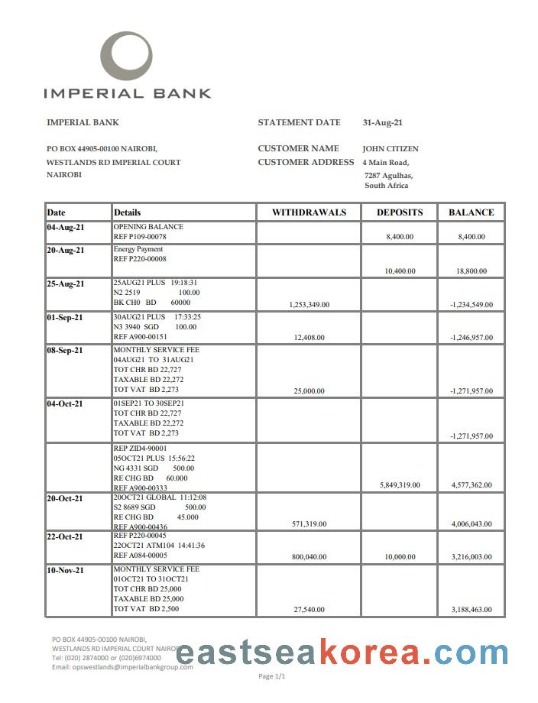 IMPERIAL BANK
IMPERIAL BANK STATEMENT DATE 31-Aug-21
PO BOX 44905-00100 NAIROBI, CUSTOMER NAME JOHN CITIZEN
WESTLANDS RD IMPERIAL COURT CUSTOMER ADDRESS 4 Main Road,
NAIROBI 7287 Agulhas,
South Africa
Date Details WITHDRAWALS DEPOSITS BALANCE
04-Aug-21 OPENING BALANCE
REF P109-00078 8,400.00 8,400.00
20-Aug-21 Energy Payment
REF P220-00008
10,400.00 18,800.00
25-Aug-21 25AUG21 PLUS 19:18:31
N2 2519 100.00
BK CH0 BD 60000 1,253,349.00 -1,234,549.00
01-Sep-21 30AUG21 PLUS 17:33:25
N3 3940 SGD 100.00
REF A900-00151 12,408.00 -1,246,957.00
08-Sep-21 MONTHLY SERVICE FEE
04AUG21 TO 31AUG21
TOT CHR BD 22,727
TAXABLE BD 22,272
TOT VAT BD 2,273 25,000.00 -1,271,957.00
04-Oct-21 01SEP21 TO 30SEP21
TOT CHR BD 22,727
TAXABLE BD 22,272
TOT VAT BD 2,273
-1,271,957.00
REP ZID4-90001
05OCT21 PLUS 15:56:22
NG 4331 SGD 500.00
RE CHG BD 60.000
REF A900-00333 5,849,319.00 4,577,362.00
20-Oct-21 20OCT21 GLOBAL 11:12:08
S2 8689 SGD 500.00
RE CHG BD 45.000
REF A900-00436 571,319.00 4,006,043.00
22-Oct-21 REF P220-00045
22OCT21 ATM104 14:41:36
REF A084-00005 800,040.00 10,000.00 3,216,003.00
10-Nov-21 MONTHLY SERVICE FEE
01OCT21 TO 31OCT21
TOT CHR BD 25,000
TAXABLE BD 25,000
TOT VAT BD 2,500 27,540.00 3,188,463.00
PO BOX 44905-00100 NAIROBI,
WESTLANDS RD IMPERIAL COURT NAIROBI
Tel: (020) 2874000 or (020)6974000
Email: opswestlands@imperialbankgroup.com
eastseakorea.com
Page 1/1